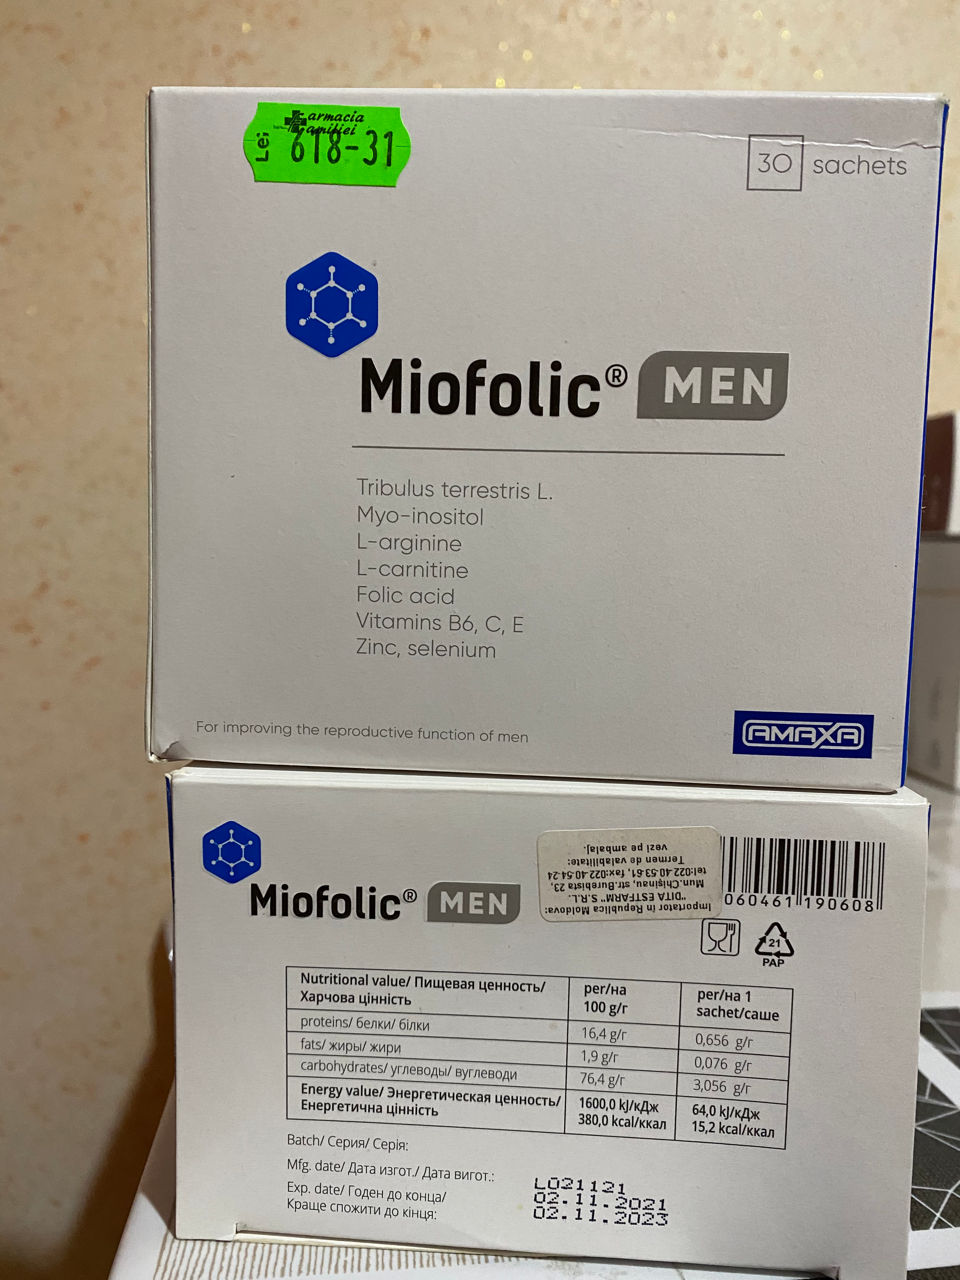 Farmacia
Familiei
Lei 618-31
30 sachets
Miofolic® MEN
Tribulus terrestris L.
Myo-inositol
L-arginine
L-carnitine
Folic acid
Vitamins B6, C, E
Zinc, selenium
For improving the reproductive function of men
AMAXA
Miofolic® MEN
Importator în Republica Moldova:
"DITA ESTFARM" S.R.L.
Mun.Chişinau, str.Burebista 23,
tel:022 40.53.61, fax:022 40.54.24
Termen de valabilitate:
vezi pe ambalaj.
060461 190608
21
PAP
Nutritional value/ Пищевая ценность/
Харчова цінність
per/на
100 g/г
per/на 1
sachet/саше
proteins/ белки/ білки 16,4 g/г 0,656 g/г
fats/ жиры/ жири 1,9 g/г 0,076 g/г
carbohydrates/ углеводы/ вуглеводи 76,4 g/г 3,056 g/г
Energy value/ Энергетическая ценность/
Енергетична цінність
1600,0 kJ/кДж
380,0 kcal/ккал
64,0 kJ/кДж
15,2 kcal/ккал
Batch/ Серия/ Серія:
Mfg. date/ Дата изгот./ Дата вигот.:
Exp. date/ Годен до конца/
Краще спожити до кінця:
L021121
02.11.2021
02.11.2023